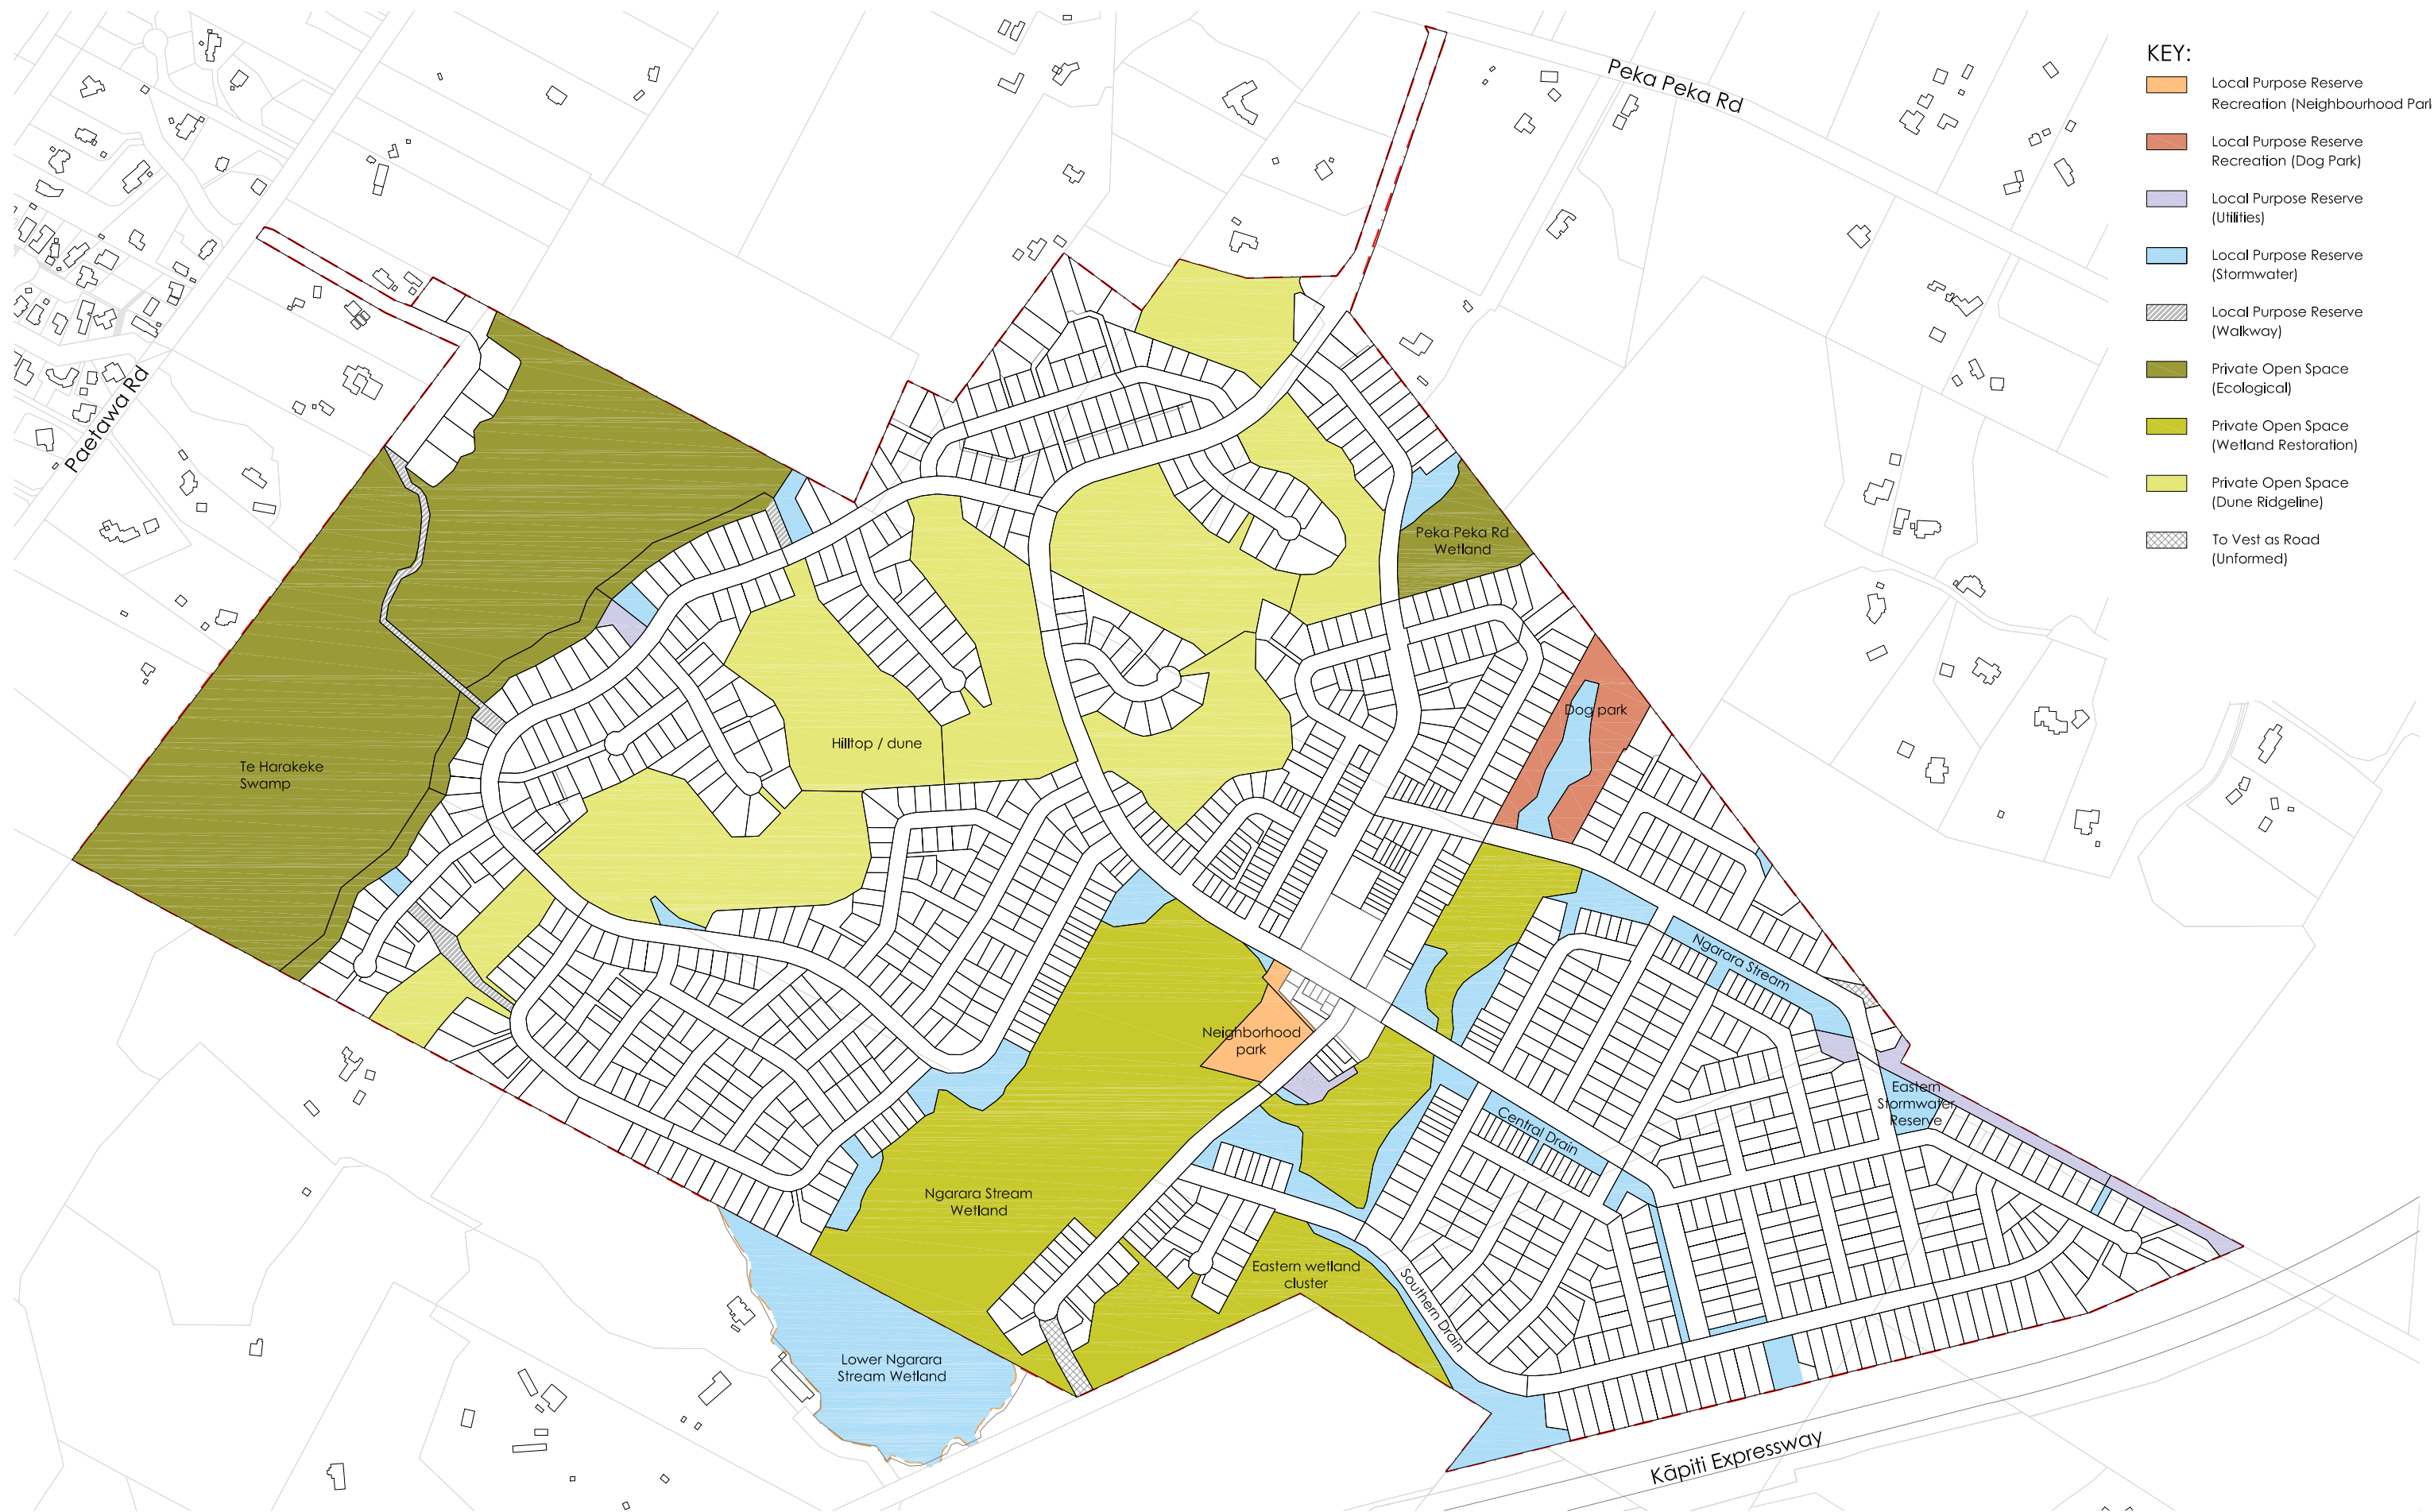 Peka Peka Rd
KEY:
Local Purpose Reserve
Recreation (Neighbourhood Par
Local Purpose Reserve
Recreation (Dog Park)
Local Purpose Reserve
(Utilities)
Local Purpose Reserve
(Stormwater)
Local Purpose Reserve
(Walkway)
Private Open Space
(Ecological)
Private Open Space
(Wetland Restoration)
Private Open Space
(Dune Ridgeline)
To Vest as Road
(Unformed)
Paetawa Rd
Peka Peka Rd
Wetland
Dog park
Hilltop / dune
Te Harakeke
Swamp
Ngarara Stream
Neighborhood
park
Eastern
Stormwater
Reserve
Central Drain
Ngarara Stream
Wetland
Eastern wetland
cluster
Southern Drain
Lower Ngarara
Stream Wetland
Kāpiti Expressway